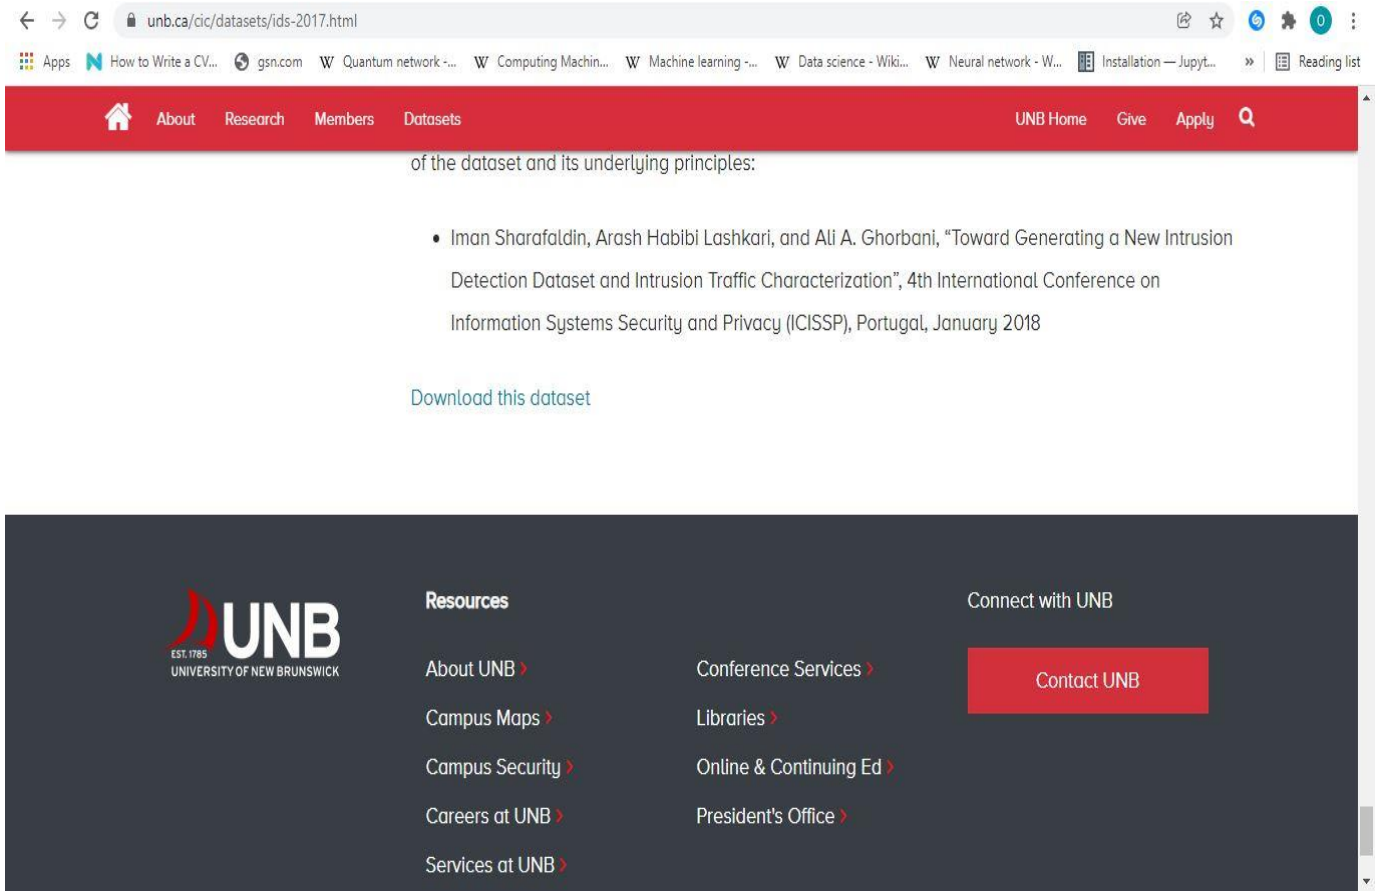 unb.ca/cic/datasets/ids-2017.html
O
Apps How to Write a CV... gsn.com Quantum network -... Computing Machin... Machine learning -... Data science - Wiki... Neural network - W... Installation — Jupyt... » Reading list
About Research Members Datasets UNB Home Give Apply
of the dataset and its underlying principles:
• Iman Sharafaldin, Arash Habibi Lashkari, and Ali A. Ghorbani, “Toward Generating a New Intrusion
Detection Dataset and Intrusion Traffic Characterization”, 4th International Conference on
Information Systems Security and Privacy (ICISSP), Portugal, January 2018
Download this dataset
UNB
EST. 1785
UNIVERSITY OF NEW BRUNSWICK
Resources
About UNB >
Campus Maps >
Campus Security >
Careers at UNB >
Services at UNB >
Conference Services >
Libraries >
Online & Continuing Ed >
President's Office >
Connect with UNB
Contact UNB